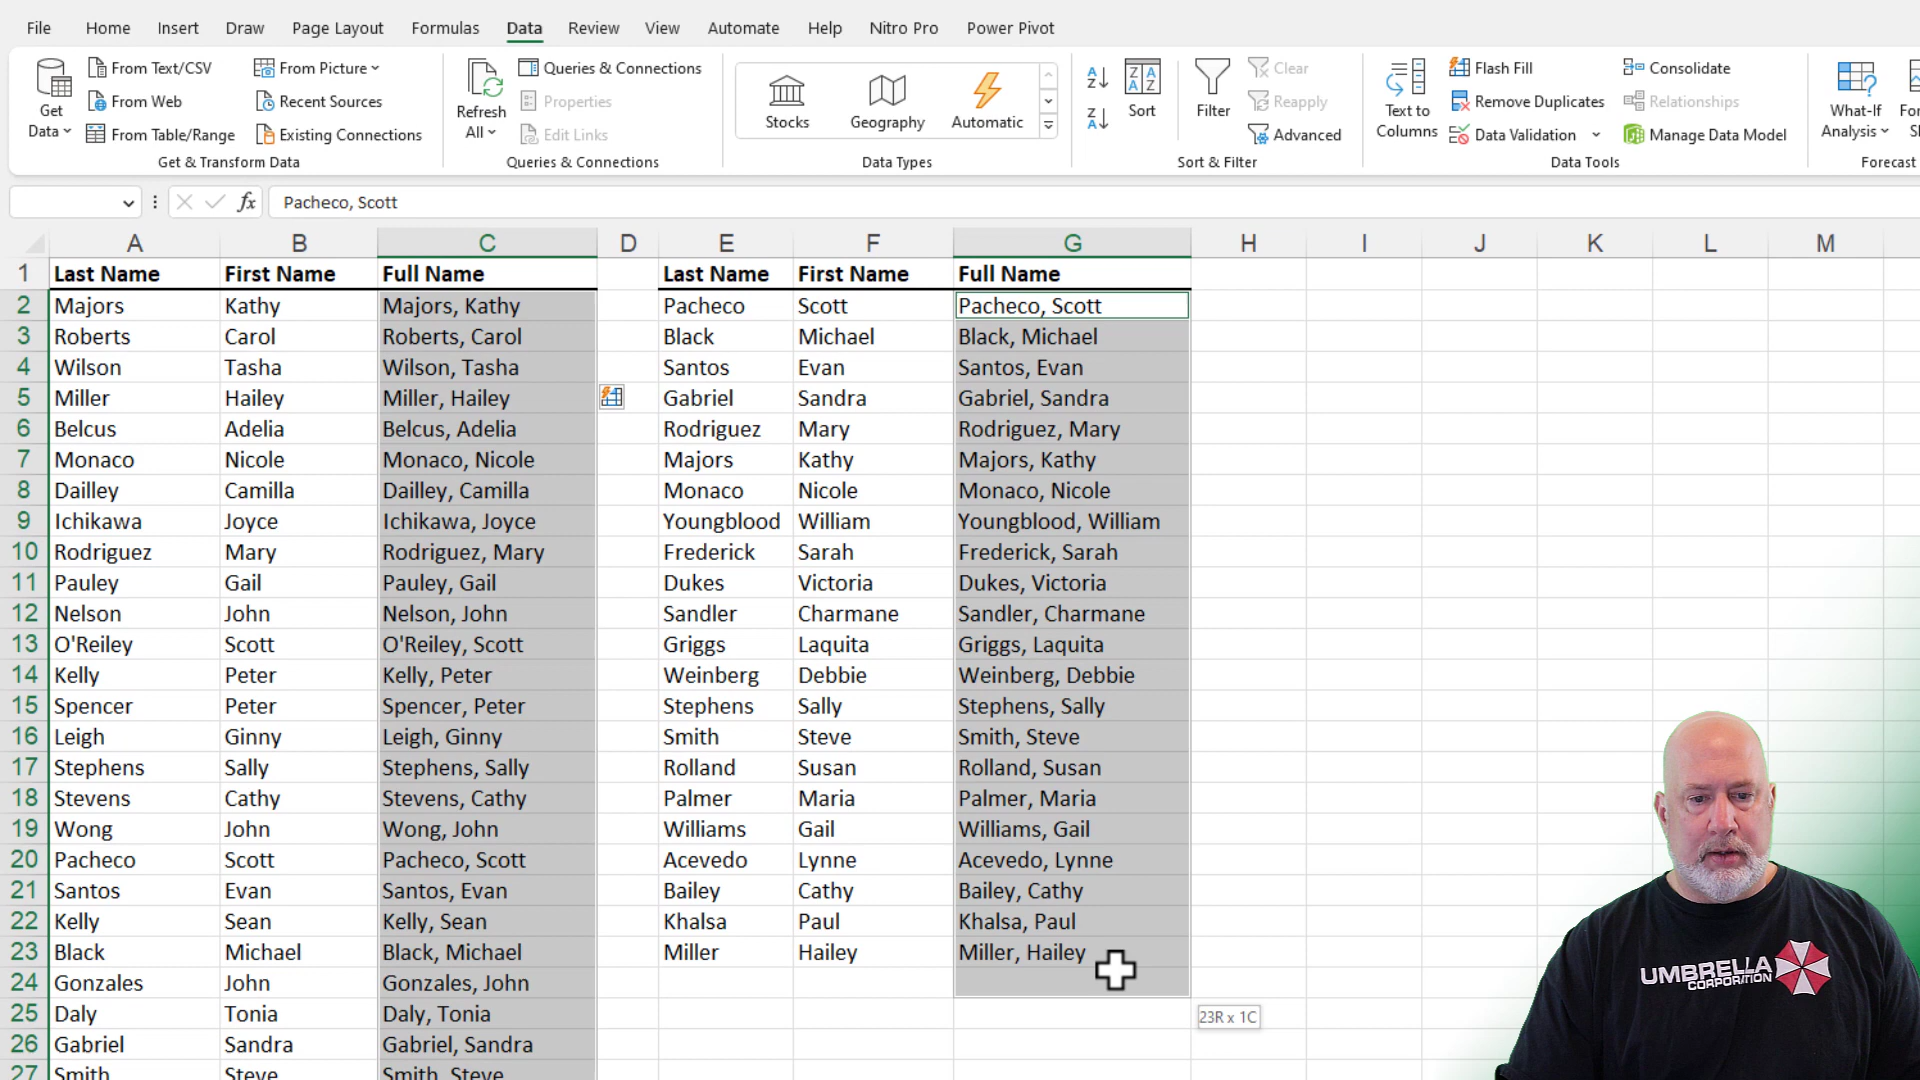 File Home Insert Draw Page Layout Formulas Data Review View Automate Help Nitro Pro Power Pivot
Get Data
From Text/CSV
From Web
From Table/Range
From Picture
Recent Sources
Existing Connections
Get & Transform Data
Refresh All
Queries & Connections
Properties
Edit Links
Queries & Connections
Stocks
Geography
Automatic
Data Types
Sort
Filter
Clear
Reapply
Advanced
Sort & Filter
Text to Columns
Flash Fill
Remove Duplicates
Data Validation
Consolidate
Relationships
Manage Data Model
Data Tools
What-If Analysis
Forecast
fx Pacheco, Scott
A B C D E F G H I J K L M
1 Last Name First Name Full Name Last Name First Name Full Name
2 Majors Kathy Majors, Kathy Pacheco Scott Pacheco, Scott
3 Roberts Carol Roberts, Carol Black Michael Black, Michael
4 Wilson Tasha Wilson, Tasha Santos Evan Santos, Evan
5 Miller Hailey Miller, Hailey Gabriel Sandra Gabriel, Sandra
6 Belcus Adelia Belcus, Adelia Rodriguez Mary Rodriguez, Mary
7 Monaco Nicole Monaco, Nicole Majors Kathy Majors, Kathy
8 Dailley Camilla Dailley, Camilla Monaco Nicole Monaco, Nicole
9 Ichikawa Joyce Ichikawa, Joyce Youngblood William Youngblood, William
10 Rodriguez Mary Rodriguez, Mary Frederick Sarah Frederick, Sarah
11 Pauley Gail Pauley, Gail Dukes Victoria Dukes, Victoria
12 Nelson John Nelson, John Sandler Charmane Sandler, Charmane
13 O'Reiley Scott O'Reiley, Scott Griggs Laquita Griggs, Laquita
14 Kelly Peter Kelly, Peter Weinberg Debbie Weinberg, Debbie
15 Spencer Peter Spencer, Peter Stephens Sally Stephens, Sally
16 Leigh Ginny Leigh, Ginny Smith Steve Smith, Steve
17 Stephens Sally Stephens, Sally Rolland Susan Rolland, Susan
18 Stevens Cathy Stevens, Cathy Palmer Maria Palmer, Maria
19 Wong John Wong, John Williams Gail Williams, Gail
20 Pacheco Scott Pacheco, Scott Acevedo Lynne Acevedo, Lynne
21 Santos Evan Santos, Evan Bailey Cathy Bailey, Cathy
22 Kelly Sean Kelly, Sean Khalsa Paul Khalsa, Paul
23 Black Michael Black, Michael Miller Hailey Miller, Hailey
24 Gonzales John Gonzales, John
25 Daly Tonia Daly, Tonia
26 Gabriel Sandra Gabriel, Sandra
27 Smith Steve Smith, Steve
23R x 1C
UMBRELLA
CORPORATION